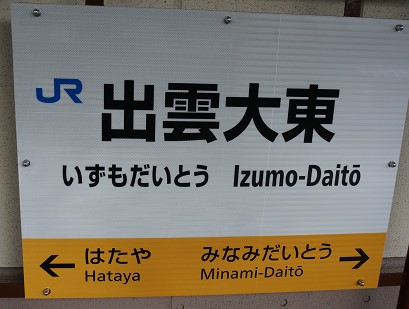 JR 出雲大東
いずもだいとう Izumo-Daitō
← はたや みなみだいとう →
Hataya Minami-Daitō